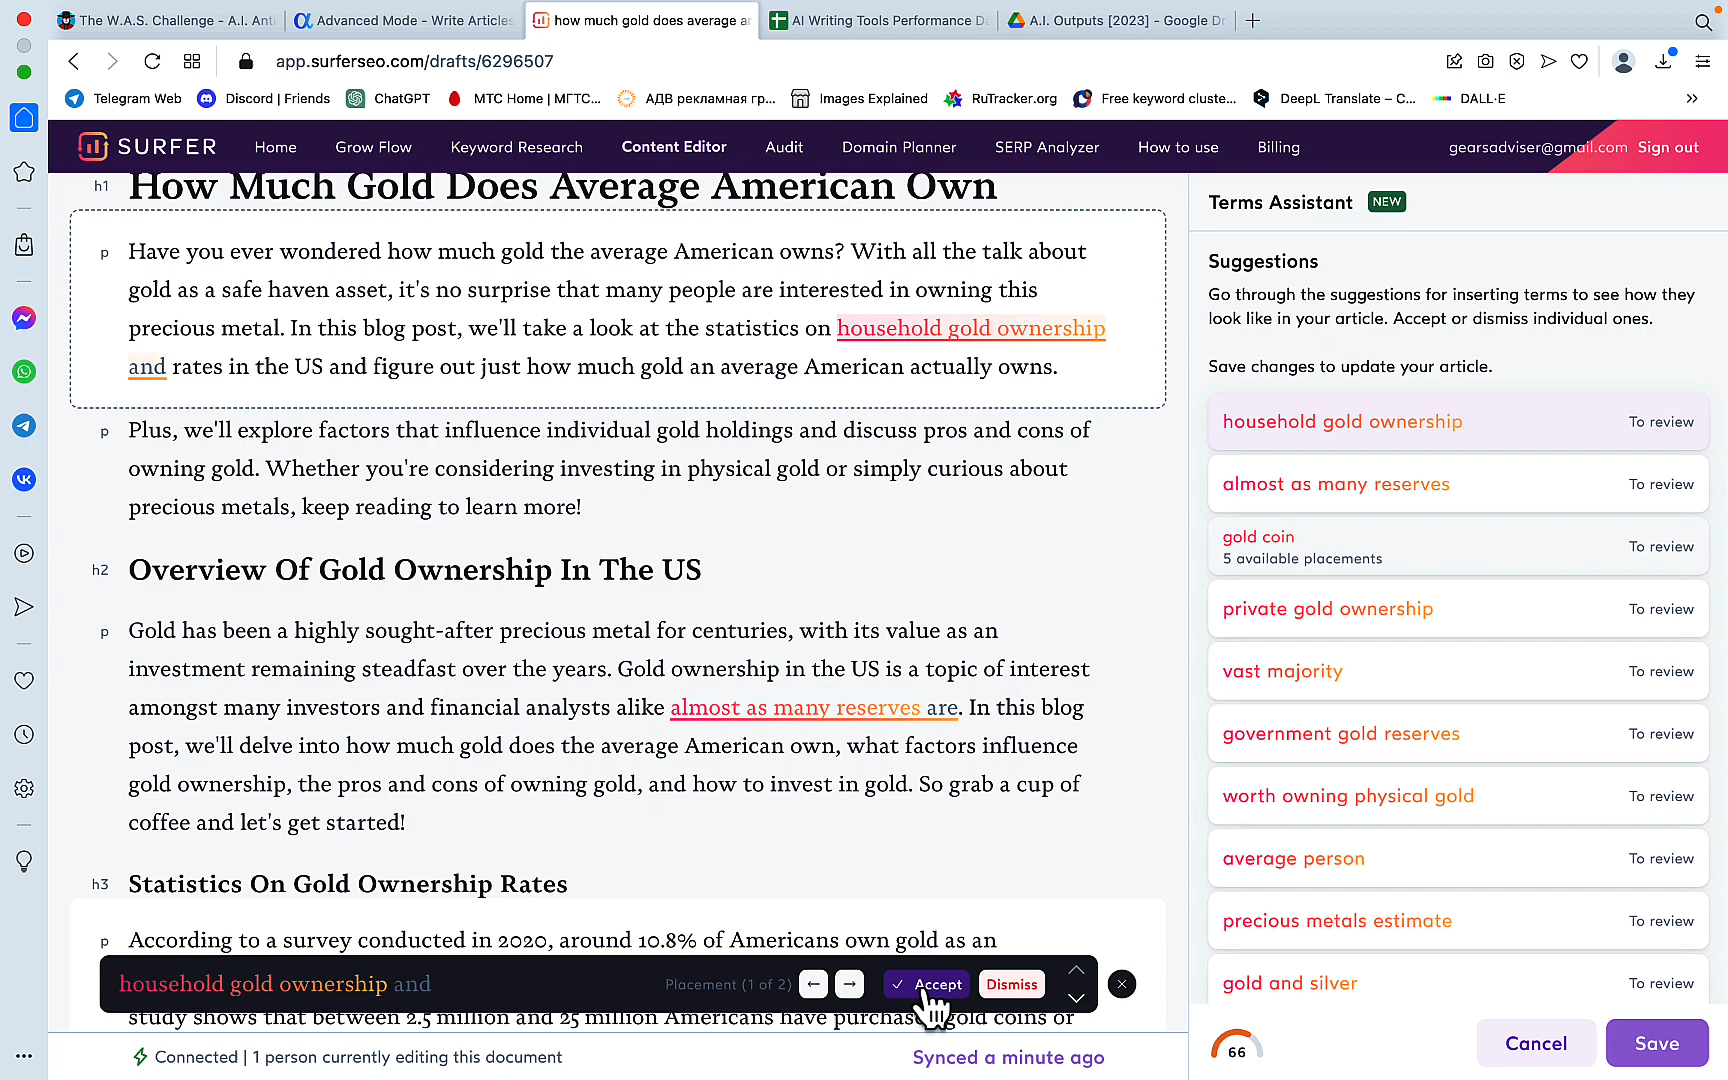 The W.A.S. Challenge - A.I. Anti
Advanced Mode - Write Articles
how much gold does average ar
AI Writing Tools Performance Da
A.I. Outputs [2023] - Google Dr
app.surferseo.com/drafts/6296507
Telegram Web
Discord | Friends
ChatGPT
МТС Home | МГТС...
АДВ рекламная гр...
Images Explained
RuTracker.org
Free keyword cluste...
DeepL Translate – C...
DALL·E
SURFER
Home
Grow Flow
Keyword Research
Content Editor
Audit
Domain Planner
SERP Analyzer
How to use
Billing
gearsadviser@gmail.com
Sign out
h1
How Much Gold Does Average American Own
p
Have you ever wondered how much gold the average American owns? With all the talk about
gold as a safe haven asset, it's no surprise that many people are interested in owning this
precious metal. In this blog post, we'll take a look at the statistics on household gold ownership
and rates in the US and figure out just how much gold an average American actually owns.
p
Plus, we'll explore factors that influence individual gold holdings and discuss pros and cons of
owning gold. Whether you're considering investing in physical gold or simply curious about
precious metals, keep reading to learn more!
h2
Overview Of Gold Ownership In The US
p
Gold has been a highly sought-after precious metal for centuries, with its value as an
investment remaining steadfast over the years. Gold ownership in the US is a topic of interest
amongst many investors and financial analysts alike almost as many reserves are. In this blog
post, we'll delve into how much gold does the average American own, what factors influence
gold ownership, the pros and cons of owning gold, and how to invest in gold. So grab a cup of
coffee and let's get started!
h3
Statistics On Gold Ownership Rates
p
According to a survey conducted in 2020, around 10.8% of Americans own gold as an
household gold ownership and
Placement (1 of 2)
Accept
Dismiss
study shows that between 2.5 million and 25 million Americans have purchased gold coins or
Connected | 1 person currently editing this document
Synced a minute ago
Terms Assistant
NEW
Suggestions
Go through the suggestions for inserting terms to see how they
look like in your article. Accept or dismiss individual ones.
Save changes to update your article.
household gold ownership To review
almost as many reserves To review
gold coin
5 available placements
To review
private gold ownership To review
vast majority To review
government gold reserves To review
worth owning physical gold To review
average person To review
precious metals estimate To review
gold and silver To review
66
Cancel
Save